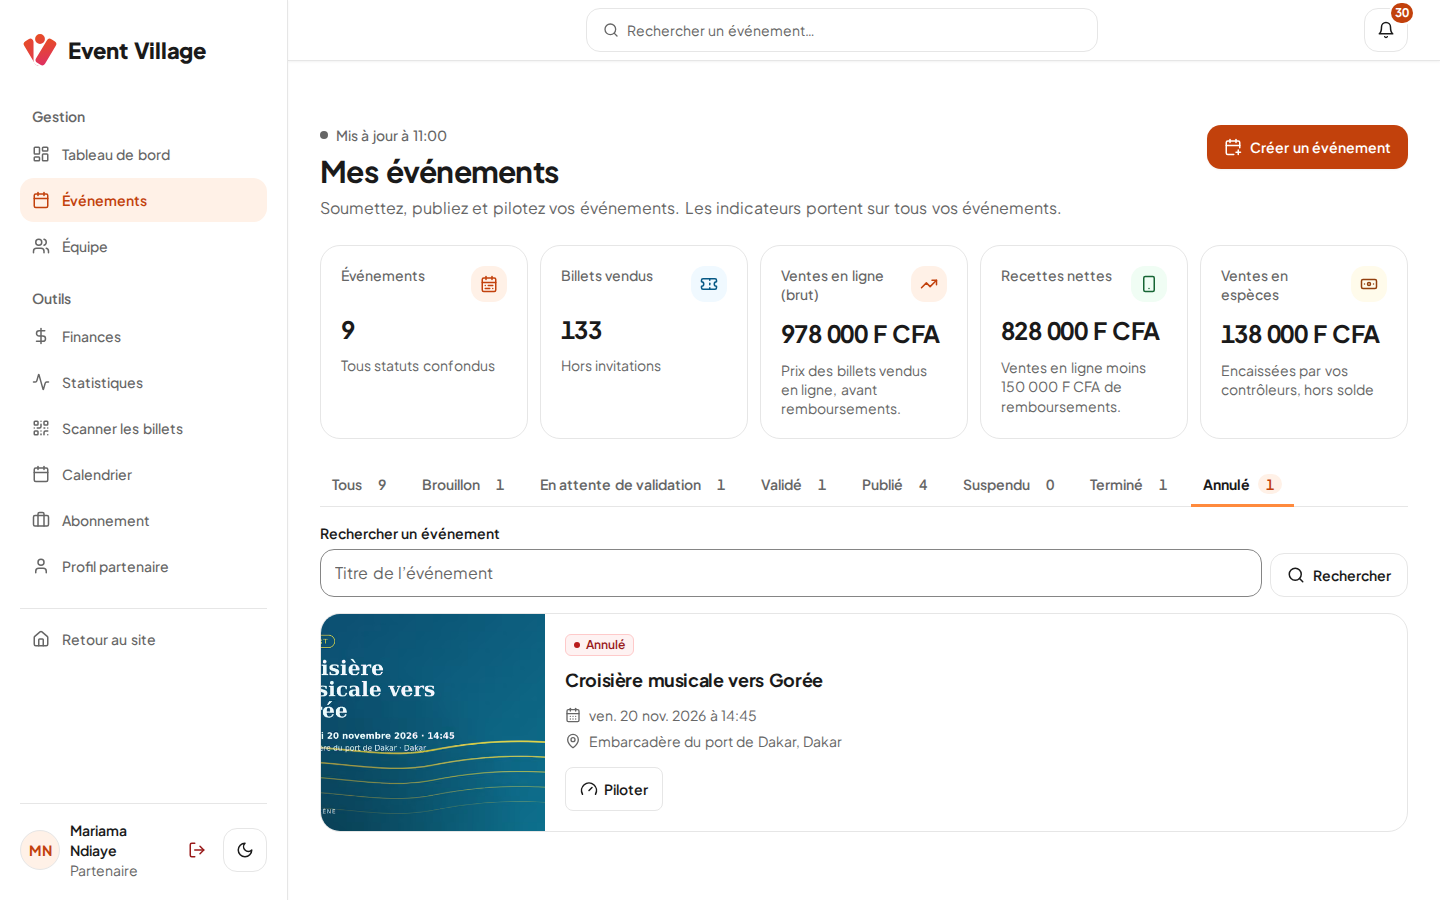 Event Village
Gestion
Tableau de bord
Événements
Équipe
Outils
Finances
Statistiques
Scanner les billets
Calendrier
Abonnement
Profil partenaire
Retour au site
MN
Mariama
Ndiaye
Partenaire
Rechercher un événement…
30
Mis à jour à 11:00
Mes événements
Soumettez, publiez et pilotez vos événements. Les indicateurs portent sur tous vos événements.
Créer un événement
Événements
9
Tous statuts confondus
Billets vendus
133
Hors invitations
Ventes en ligne
(brut)
978 000 F CFA
Prix des billets vendus
en ligne, avant
remboursements.
Recettes nettes
828 000 F CFA
Ventes en ligne moins
150 000 F CFA de
remboursements.
Ventes en
espèces
138 000 F CFA
Encaissées par vos
contrôleurs, hors solde
Tous 9 Brouillon 1 En attente de validation 1 Validé 1 Publié 4 Suspendu 0 Terminé 1 Annulé 1
Rechercher un événement
Titre de l'événement
Rechercher
isière
sicale vers
rée
i 20 novembre 2026 · 14:45
ère du port de Dakar · Dakar
ÈNE
Annulé
Croisière musicale vers Gorée
ven. 20 nov. 2026 à 14:45
Embarcadère du port de Dakar, Dakar
Piloter